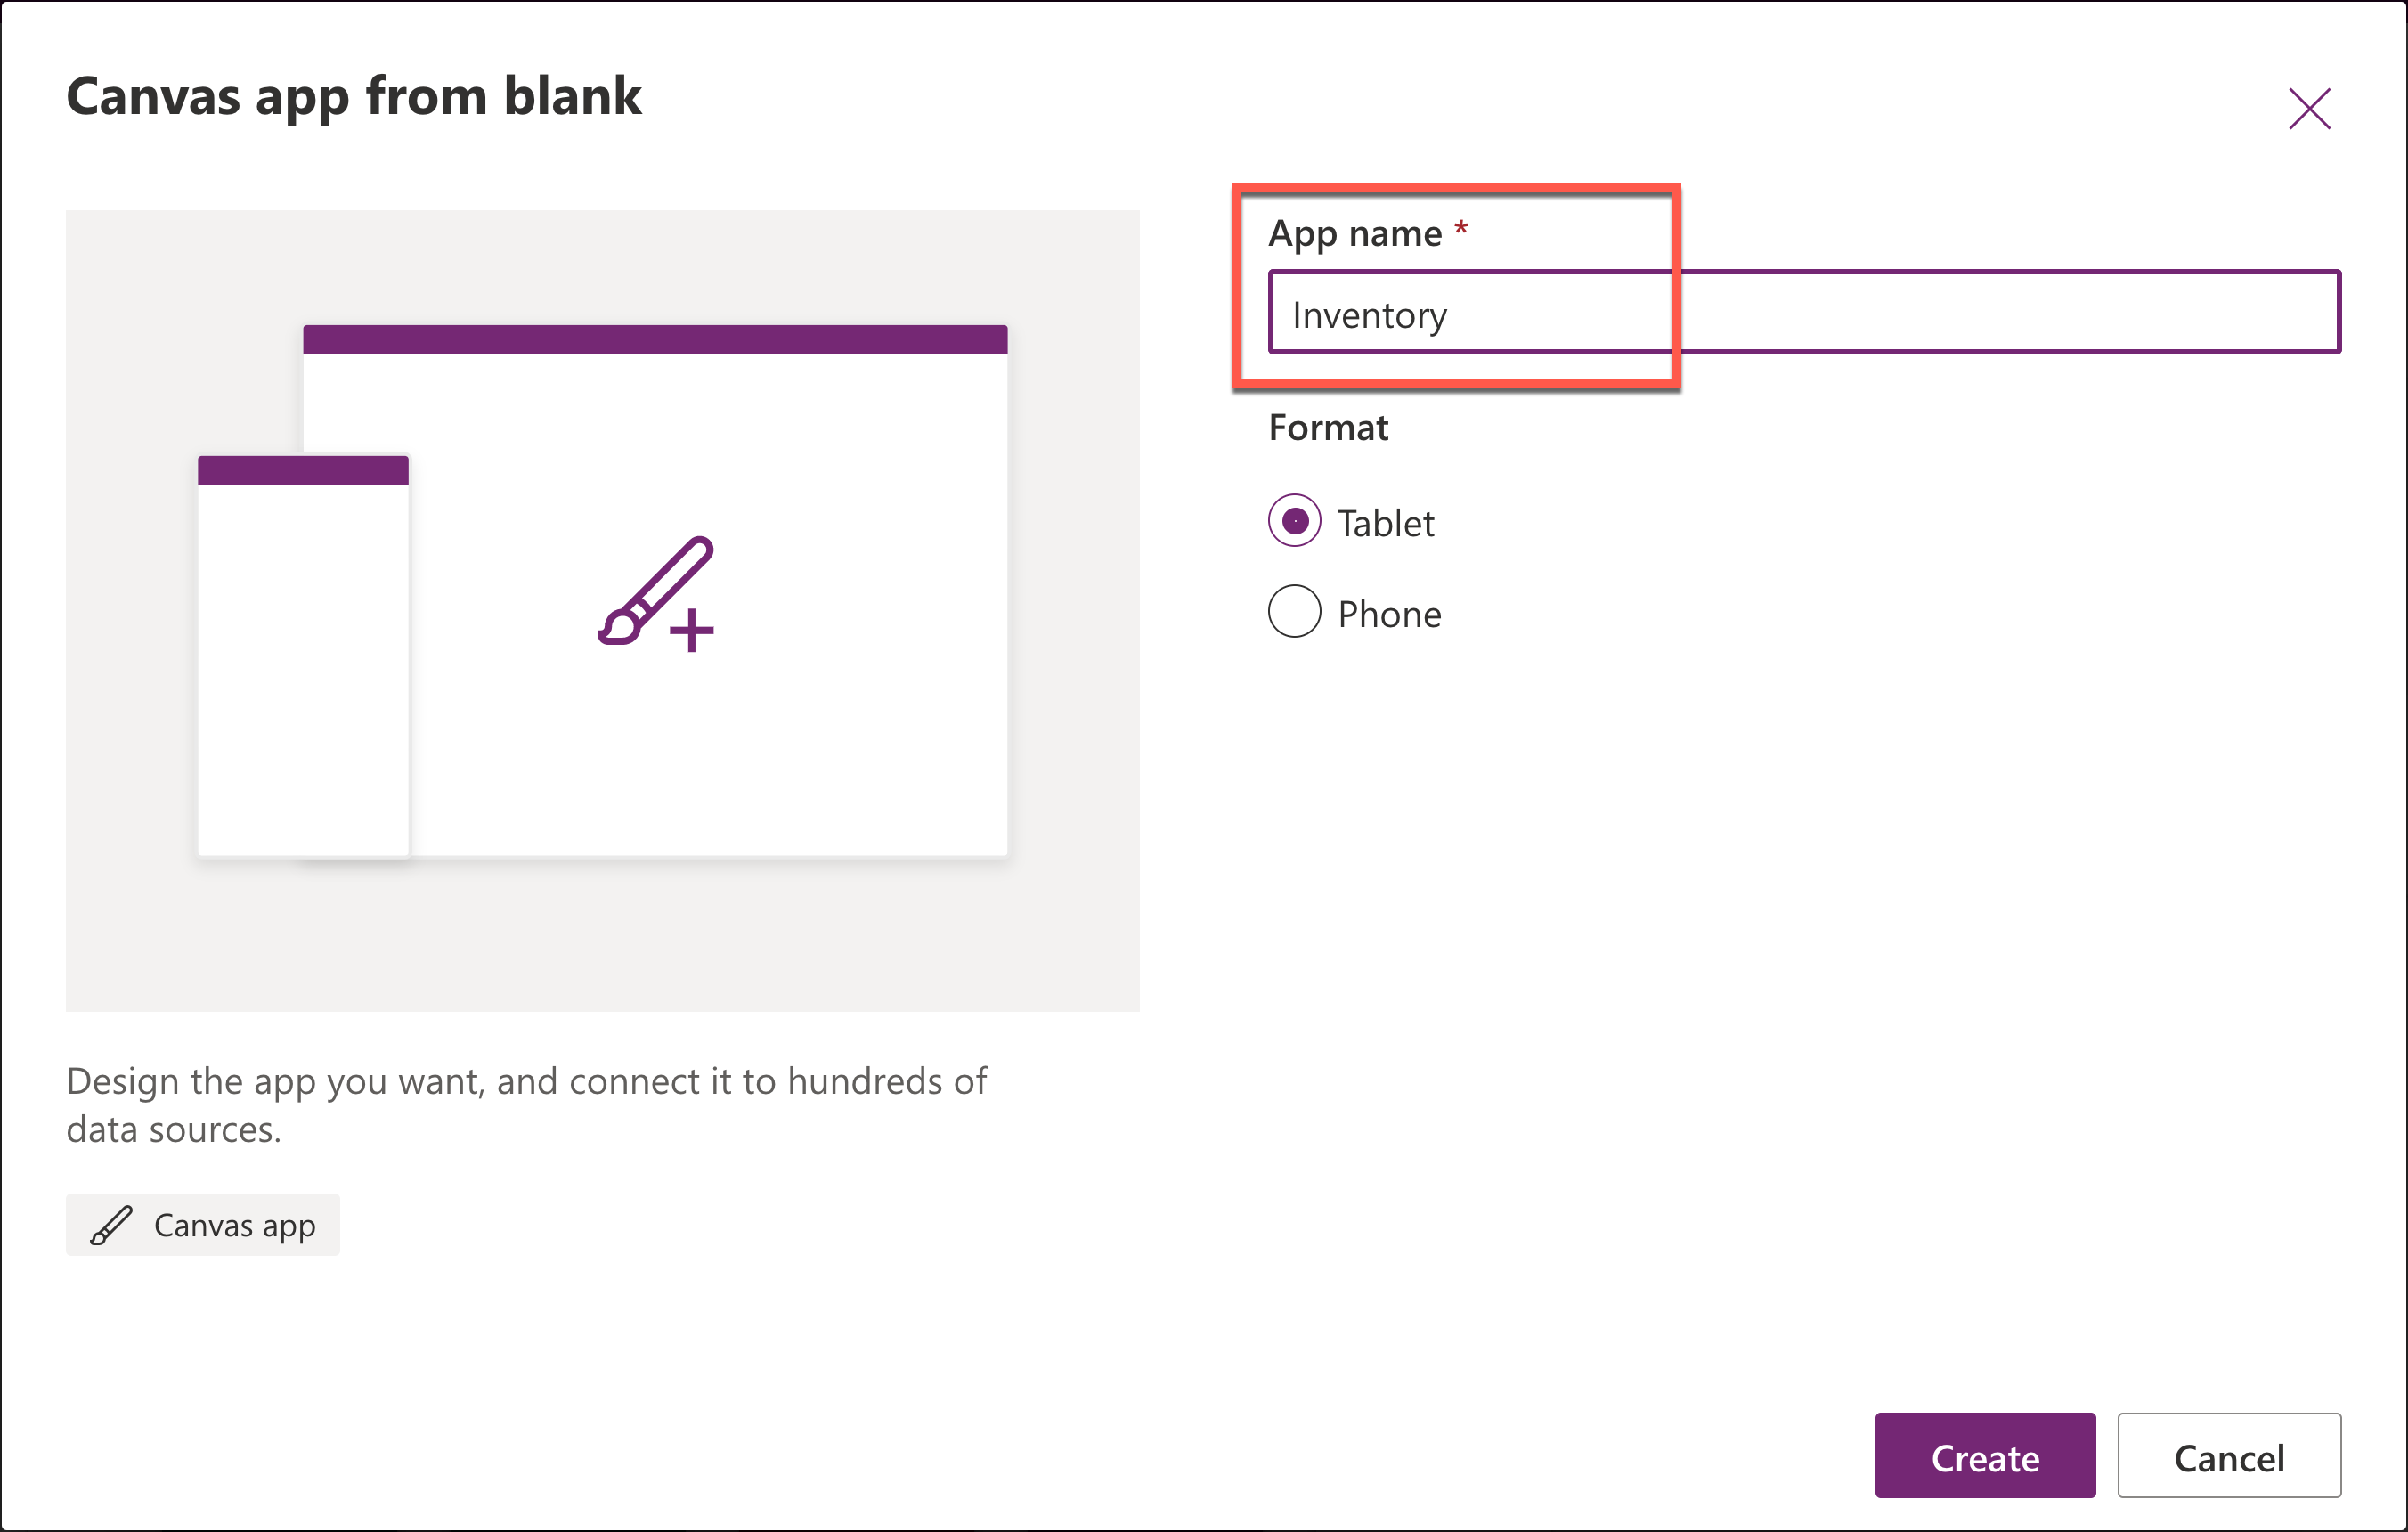 Canvas app from blank
App name *
Inventory
Format
Tablet
Phone
Design the app you want, and connect it to hundreds of
data sources.
Canvas app
Create
Cancel